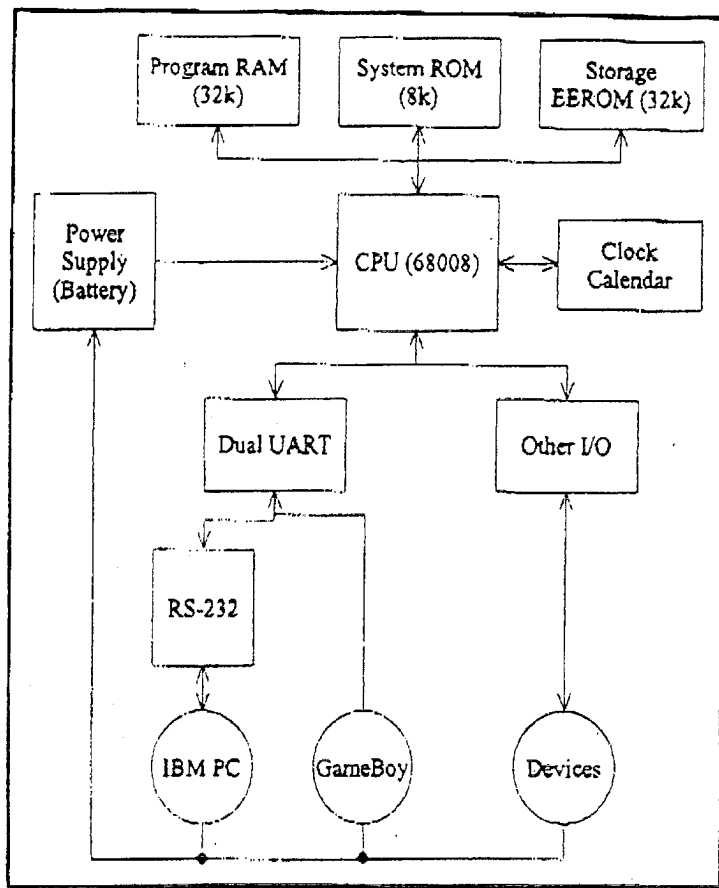 Program RAM
(32k)
System ROM
(8k)
Storage
EEROM (32k)
Power
Supply
(Battery)
CPU (68008)
Clock
Calendar
Dual UART
Other I/O
RS-232
IBM PC
GameBoy
Devices